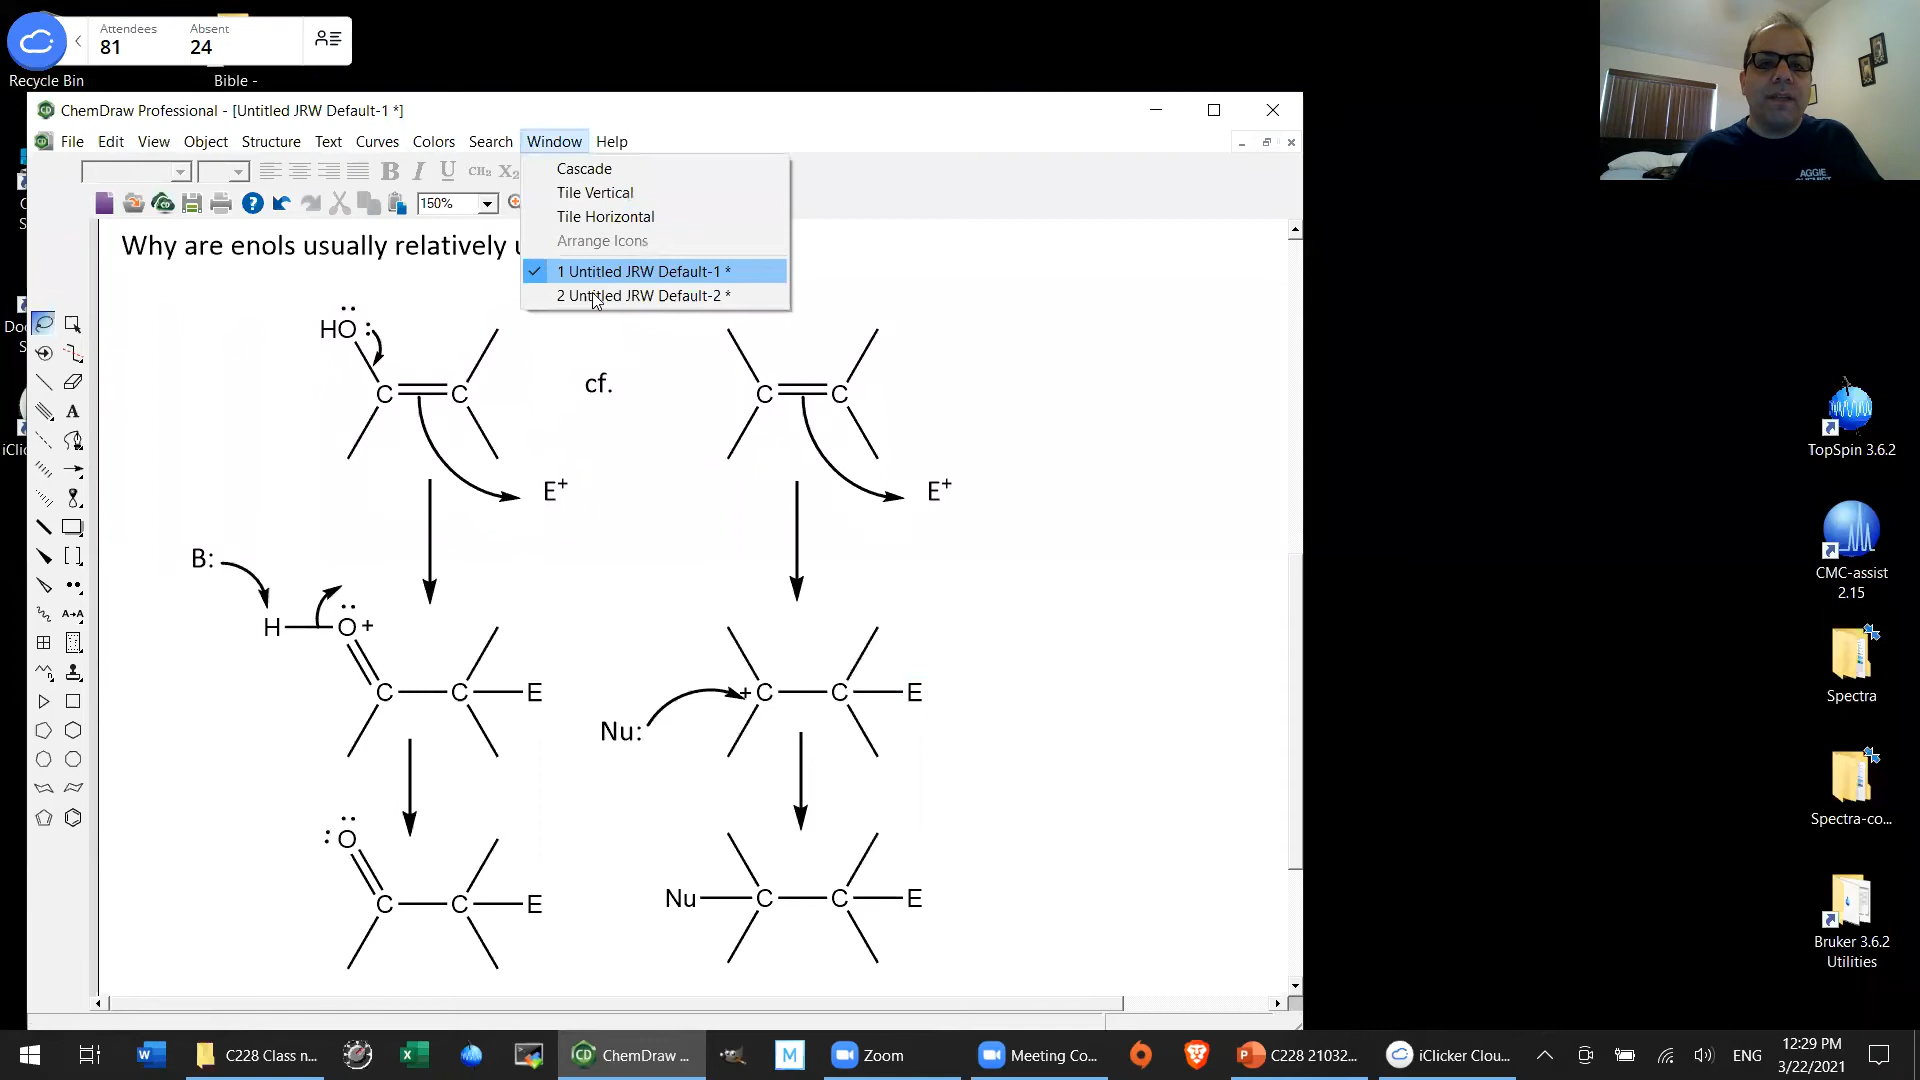 Attendees
81
Absent
24
Recycle Bin
Bible -
ChemDraw Professional - [Untitled JRW Default-1 *]
File Edit View Object Structure Text Curves Colors Search Window Help
B I U CH₂ X₂
150%
Cascade
Tile Vertical
Tile Horizontal
Arrange Icons
1 Untitled JRW Default-1 *
2 Untitled JRW Default-2 *
Why are enols usually relatively
HO
C C
cf.
C C
E+
E+
B:
H O +
C C E
Nu:
+ C C E
: O
C C E
Nu C C E
AGGIE
TopSpin 3.6.2
CMC-assist
2.15
Spectra
Spectra-co...
Bruker 3.6.2
Utilities
C228 Class n...
ChemDraw ...
M
Zoom
Meeting Co...
C228 21032...
iClicker Clou...
ENG
12:29 PM
3/22/2021